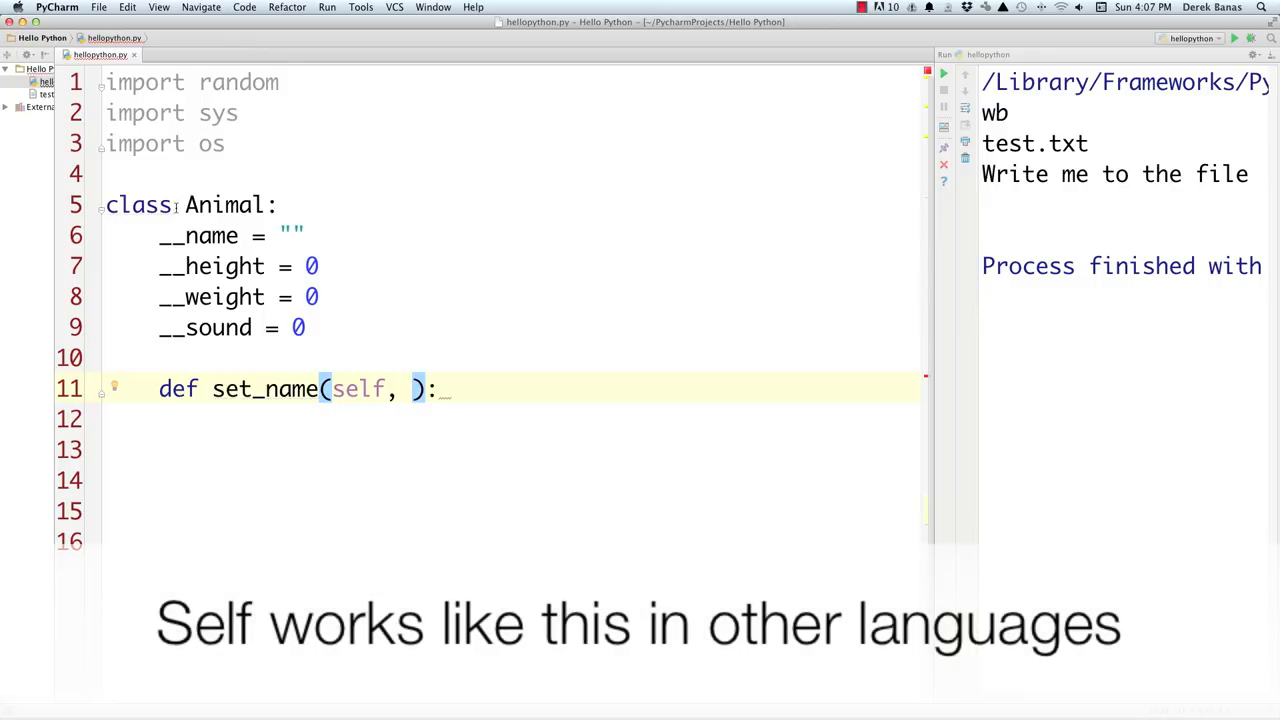 PyCharm File Edit View Navigate Code Refactor Run Tools VCS Window Help 10 Sun 4:07 PM Derek Banas
hellopython.py - Hello Python - [~/PycharmProjects/Hello Python]
Hello Python hellopython.py hellopython
hellopython.py Run hellopython
Hello P
hell
test
Externa
1 import random
2 import sys
3 import os
4
5 class Animal:
6 __name = ""
7 __height = 0
8 __weight = 0
9 __sound = 0
10
11 def set_name(self, ):
12
13
14
15
16
/Library/Frameworks/Py
wb
test.txt
Write me to the file
Process finished with
Self works like this in other languages